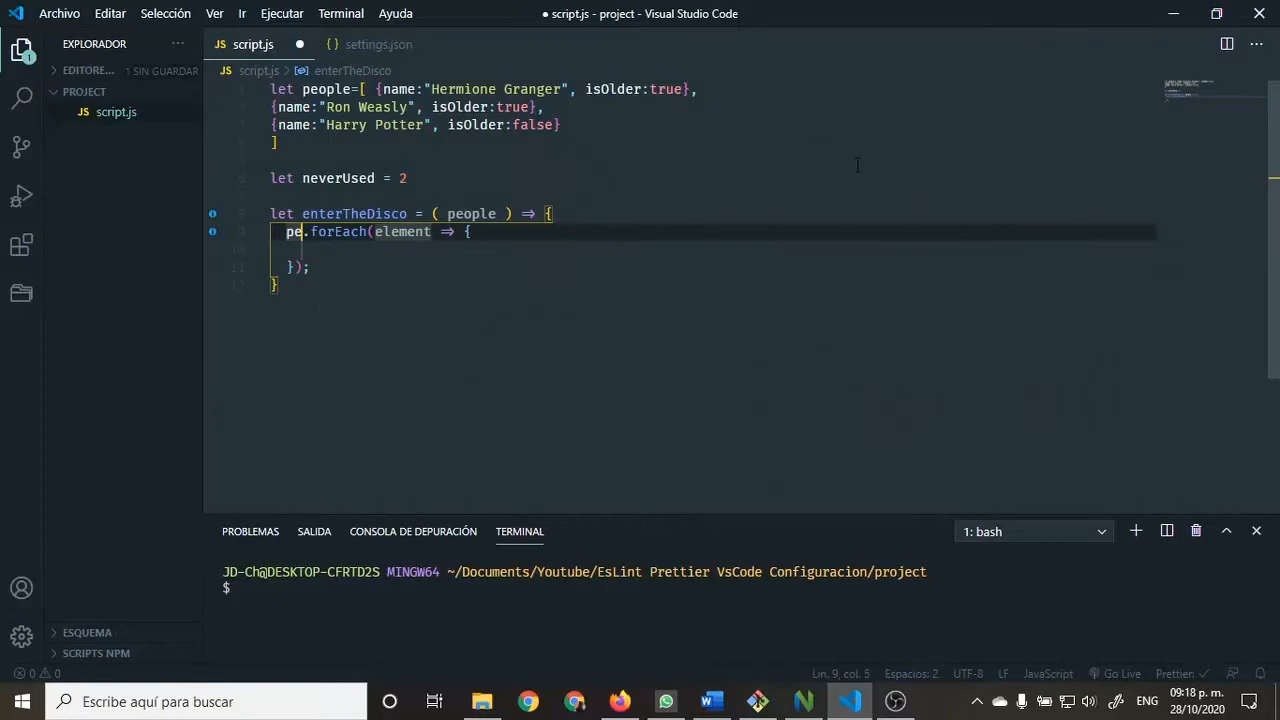 Archivo Editar Selección Ver Ir Ejecutar Terminal Ayuda
● script.js - project - Visual Studio Code
EXPLORADOR
JS script.js
{ } settings.json
EDITORE... 1 SIN GUARDAR
JS script.js > enterTheDisco
PROJECT
JS script.js
let people=[ {name:"Hermione Granger", isOlder:true},
{name:"Ron Weasly", isOlder:true},
{name:"Harry Potter", isOlder:false}
]
let neverUsed = 2
let enterTheDisco = ( people ) => {
pe.forEach(element => {
});
}
PROBLEMAS SALIDA CONSOLA DE DEPURACIÓN TERMINAL
1: bash
JD-Ch@DESKTOP-CFRTD2S MINGW64 ~/Documents/Youtube/EsLint Prettier VsCode Configuracion/project
$
ESQUEMA
SCRIPTS NPM
0 0
Lín. 9, col. 5 Espacios: 2 UTF-8 LF JavaScript Go Live Prettier: ✓
Escribe aquí para buscar
ENG
09:18 p. m.
28/10/2020